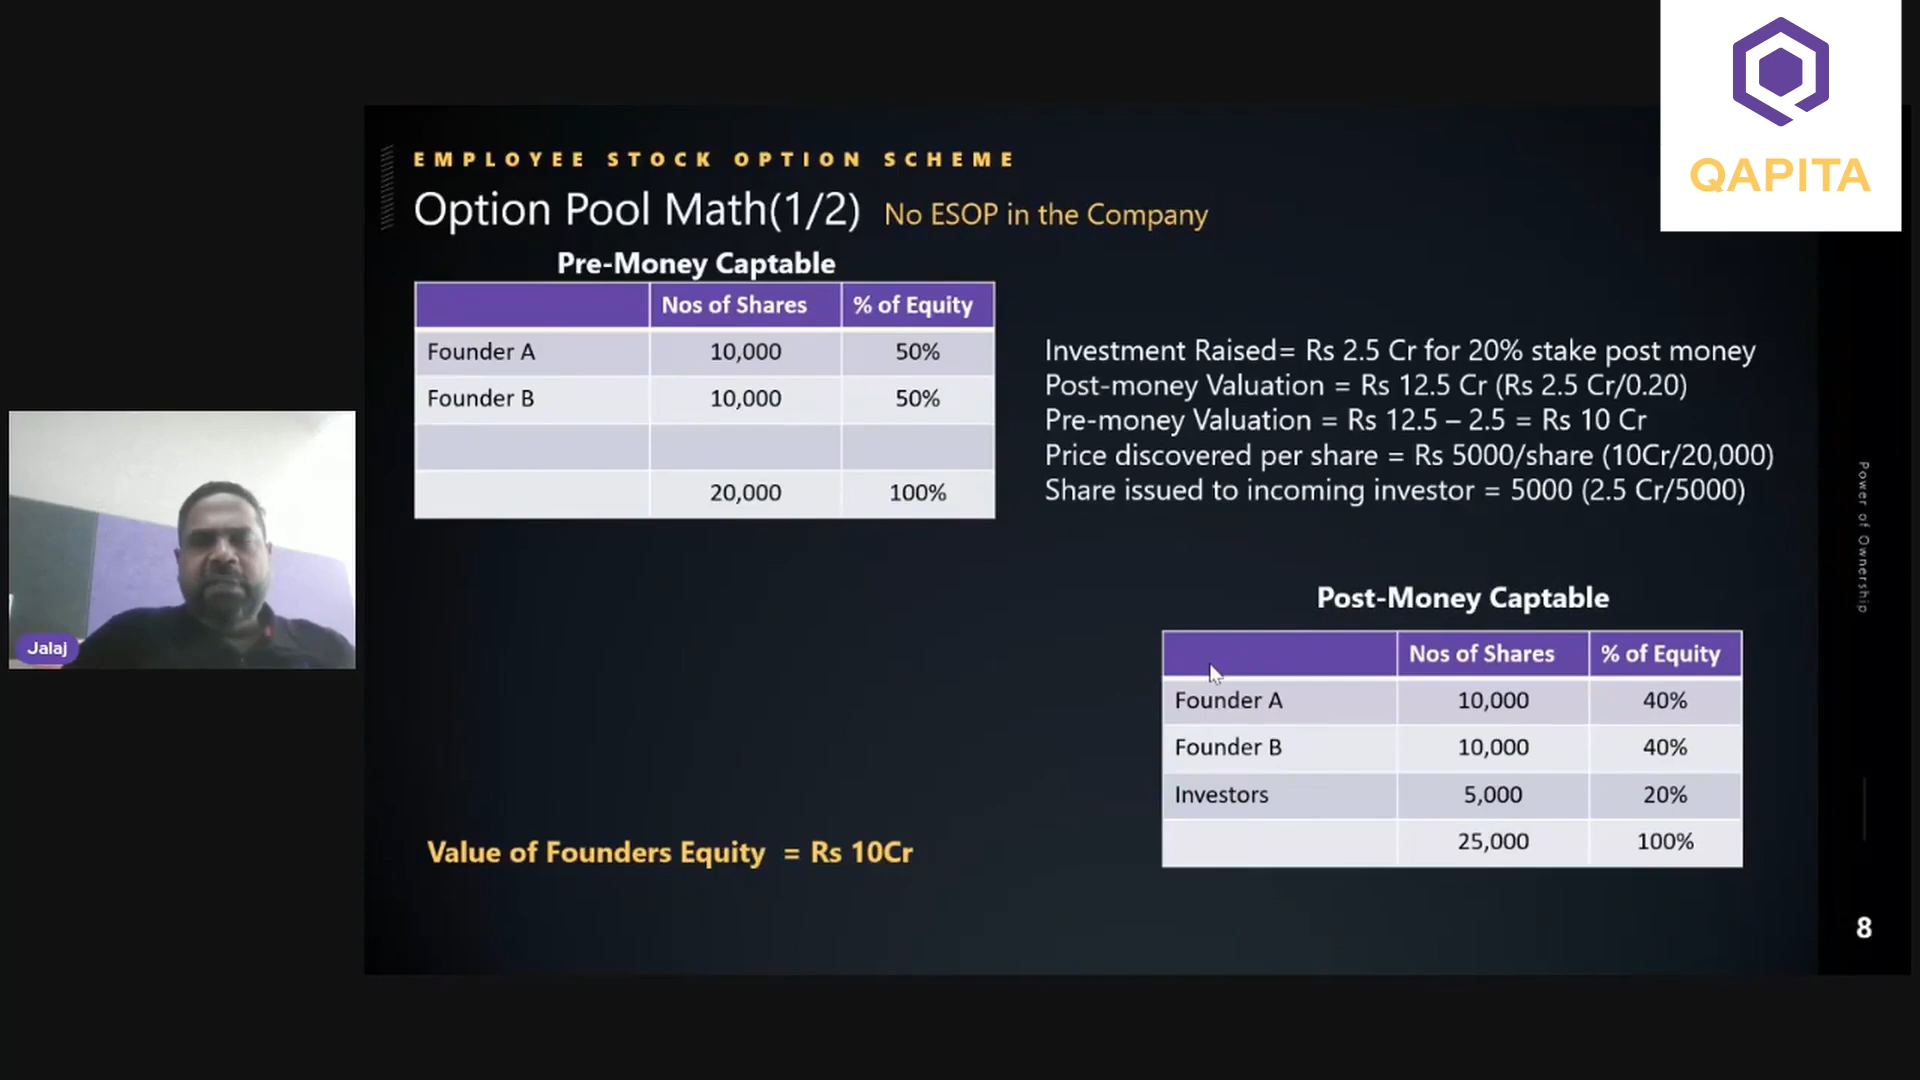 QAPITA
EMPLOYEE STOCK OPTION SCHEME
Option Pool Math(1/2) No ESOP in the Company
Pre-Money Captable
Nos of Shares % of Equity
Founder A 10,000 50%
Founder B 10,000 50%
20,000 100%
Investment Raised= Rs 2.5 Cr for 20% stake post money
Post-money Valuation = Rs 12.5 Cr (Rs 2.5 Cr/0.20)
Pre-money Valuation = Rs 12.5 – 2.5 = Rs 10 Cr
Price discovered per share = Rs 5000/share (10Cr/20,000)
Share issued to incoming investor = 5000 (2.5 Cr/5000)
Post-Money Captable
Nos of Shares % of Equity
Founder A 10,000 40%
Founder B 10,000 40%
Investors 5,000 20%
25,000 100%
Value of Founders Equity = Rs 10Cr
Power of Ownership
8
Jalaj